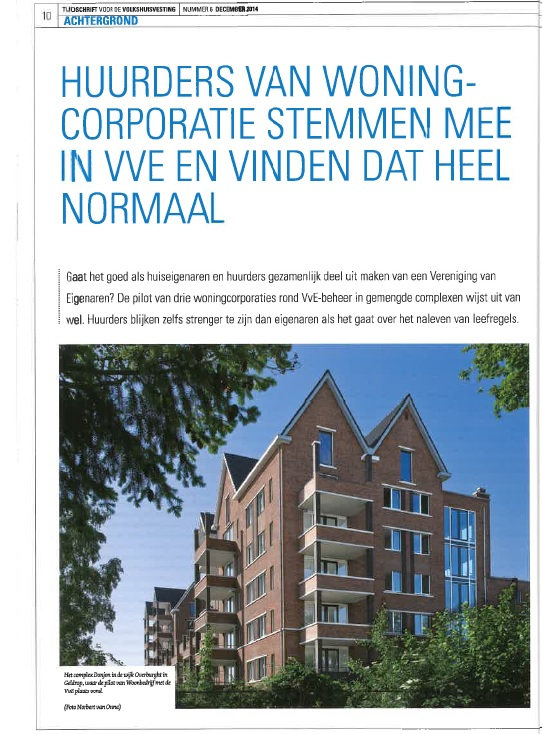 10
TIJDSCHRIFT VOOR DE VOLKSHUISVESTING | NUMMER 6 DECEMBER 2014
ACHTERGROND
HUURDERS VAN WONING-
CORPORATIE STEMMEN MEE
IN VVE EN VINDEN DAT HEEL
NORMAAL
Gaat het goed als huiseigenaren en huurders gezamenlijk deel uit maken van een Vereniging van
Eigenaren? De pilot van drie woningcorporaties rond VvE-beheer in gemengde complexen wijst uit van
wel. Huurders blijken zelfs strenger te zijn dan eigenaren als het gaat over het naleven van leefregels.
Het complex Donjon in de wijk Overburght in
Geldrop, waar de pilot van Woonbedrijf met de
VvE plaats vond.
(Foto Norbert van Onna)